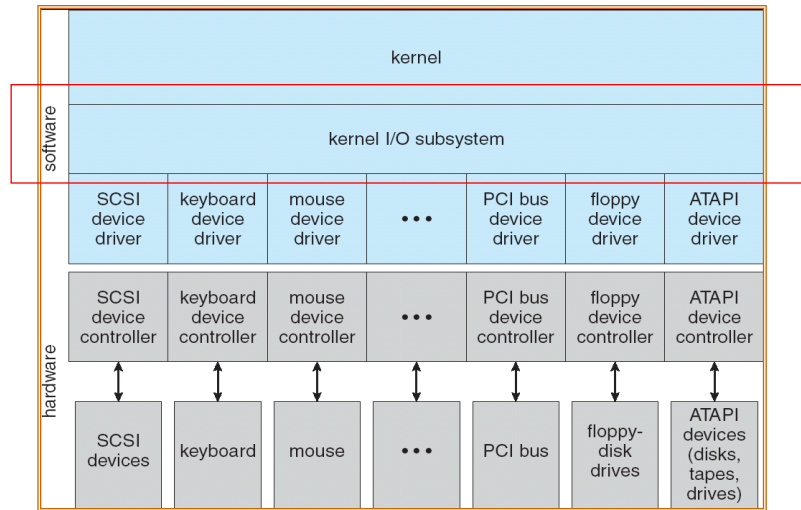 kernel
software
kernel I/O subsystem
SCSI
device
driver
keyboard
device
driver
mouse
device
driver
•••
PCI bus
device
driver
floppy
device
driver
ATAPI
device
driver
hardware
SCSI
device
controller
keyboard
device
controller
mouse
device
controller
•••
PCI bus
device
controller
floppy
device
controller
ATAPI
device
controller
SCSI
devices
keyboard
mouse
•••
PCI bus
floppy-
disk
drives
ATAPI
devices
(disks,
tapes,
drives)